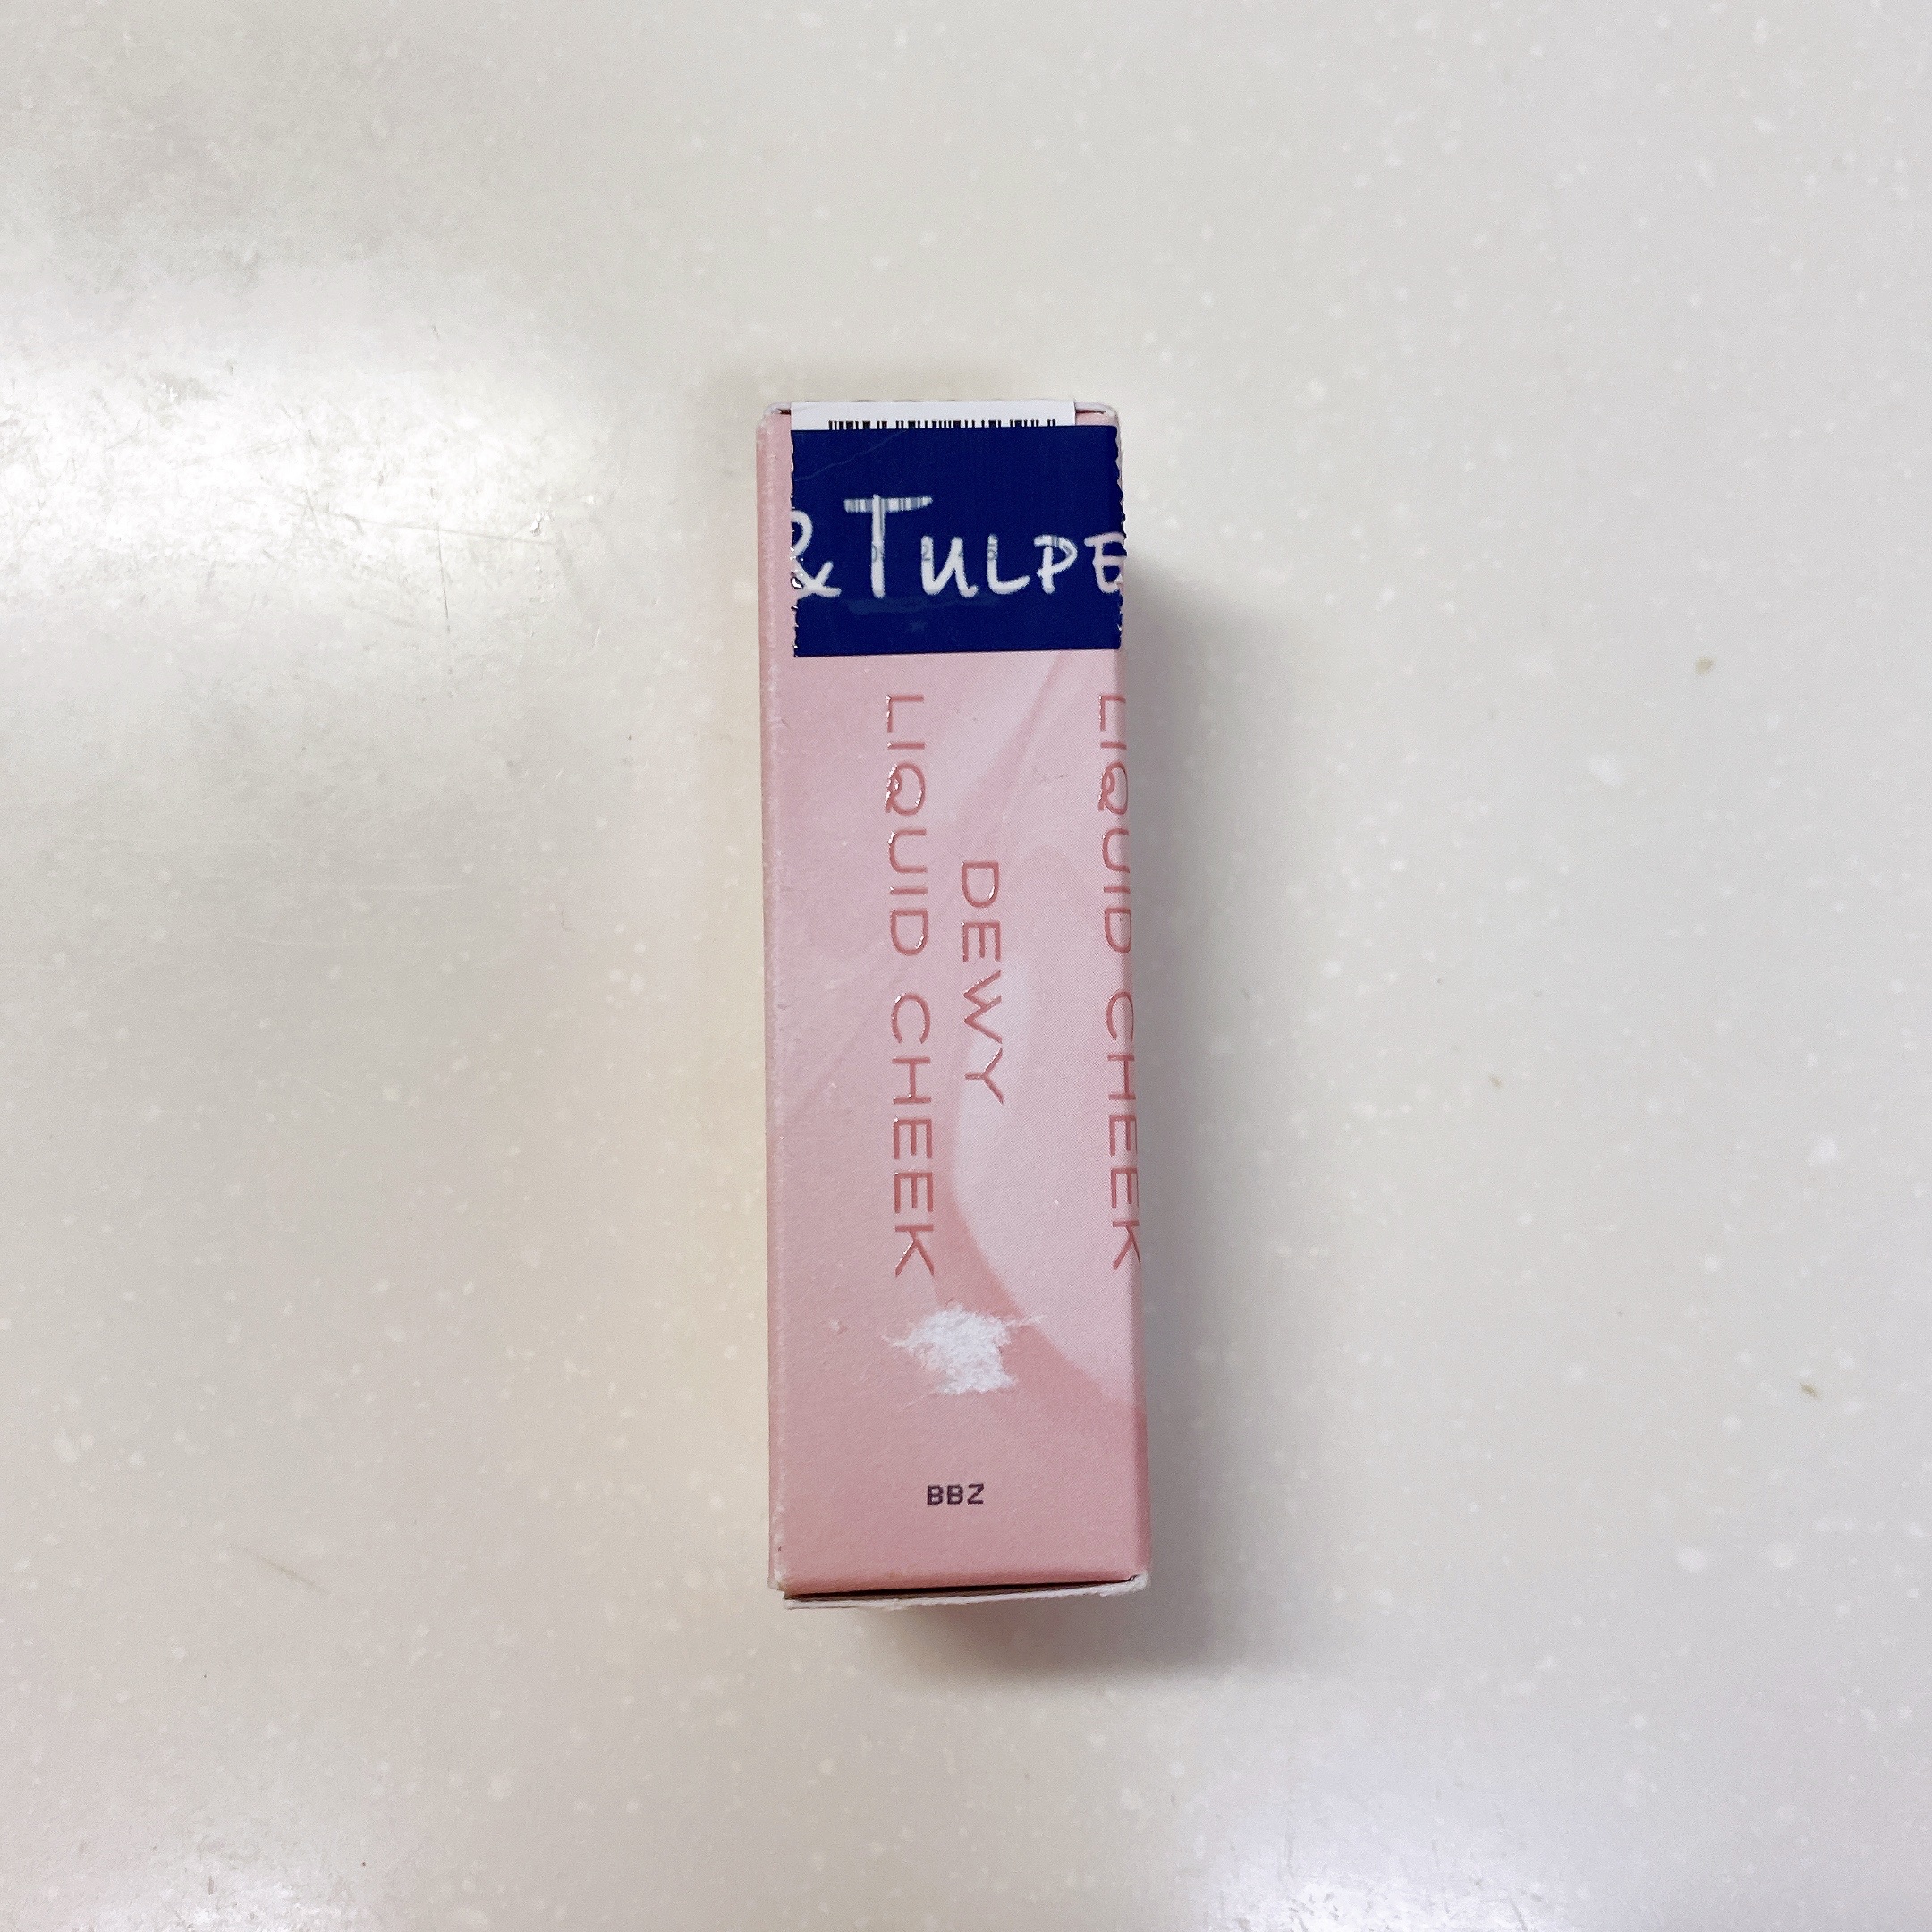 &TULPE
DEWY
LIQUID CHEEK
LIQUID CHEEK
BBZ